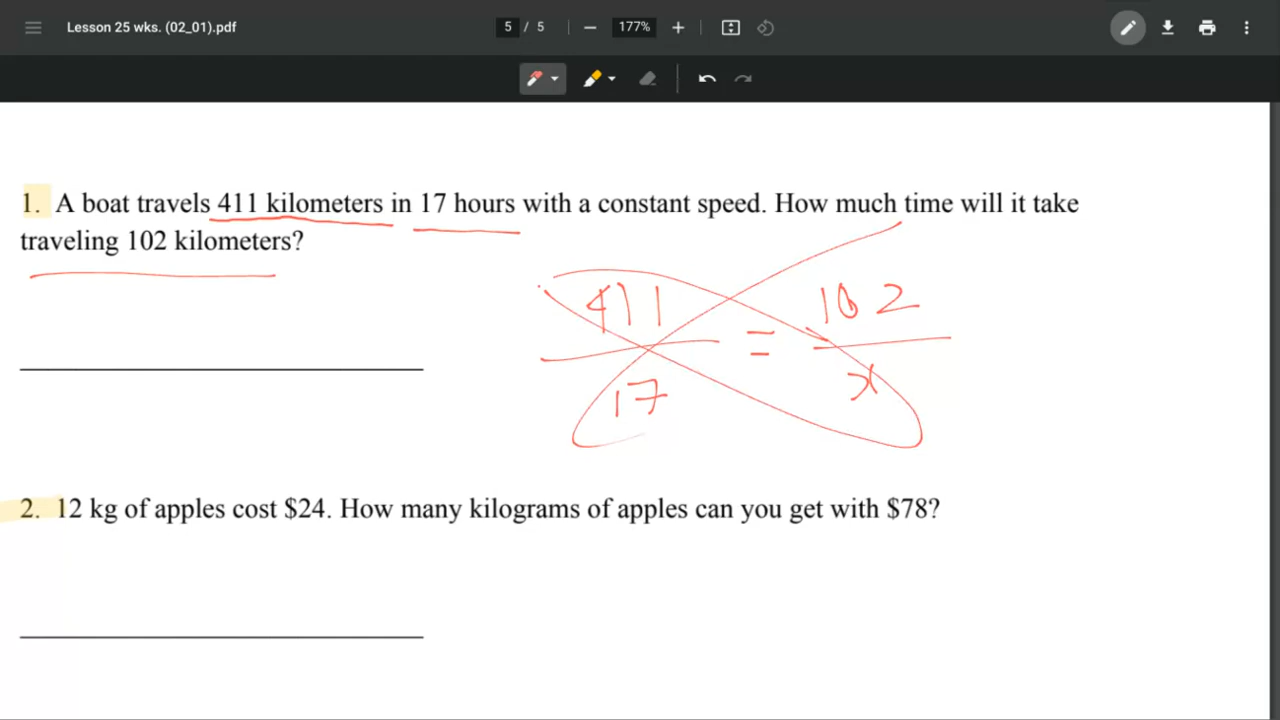 Lesson 25 wks. (02_01).pdf
5 / 5
177%
1. A boat travels 411 kilometers in 17 hours with a constant speed. How much time will it take
traveling 102 kilometers?
411 = 102
17 x
2. 12 kg of apples cost $24. How many kilograms of apples can you get with $78?